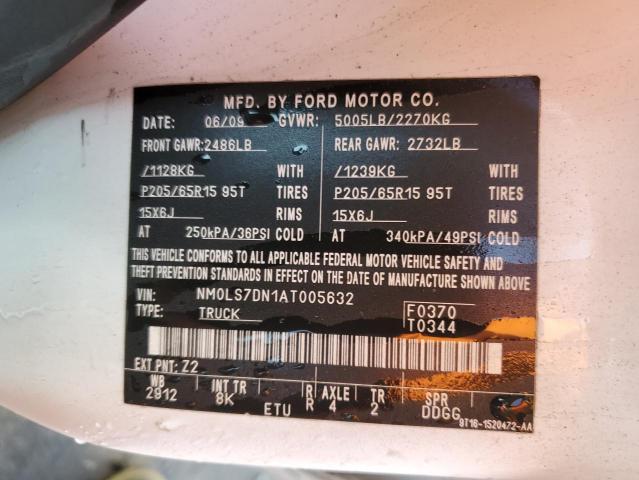 MFD. BY FORD MOTOR CO.
DATE: 06/09 GVWR: 5005LB/2270KG
FRONT GAWR: 2486LB REAR GAWR: 2732LB
/1128KG WITH /1239KG WITH
P205/65R15 95T TIRES P205/65R15 95T TIRES
15X6J RIMS 15X6J RIMS
AT 250kPA/36PSI COLD AT 340kPA/49PSI COLD
THIS VEHICLE CONFORMS TO ALL APPLICABLE FEDERAL MOTOR VEHICLE SAFETY AND
THEFT PREVENTION STANDARDS IN EFFECT ON THE DATE OF MANUFACTURE SHOWN ABOVE
VIN: NM0LS7DN1AT005632 F0370
TYPE: TRUCK T0344
EXT PNT: Z2
WB INT TR R AXLE TR SPR
2912 8K ETU R 4 2 DDGG
9T16-1520472-AA